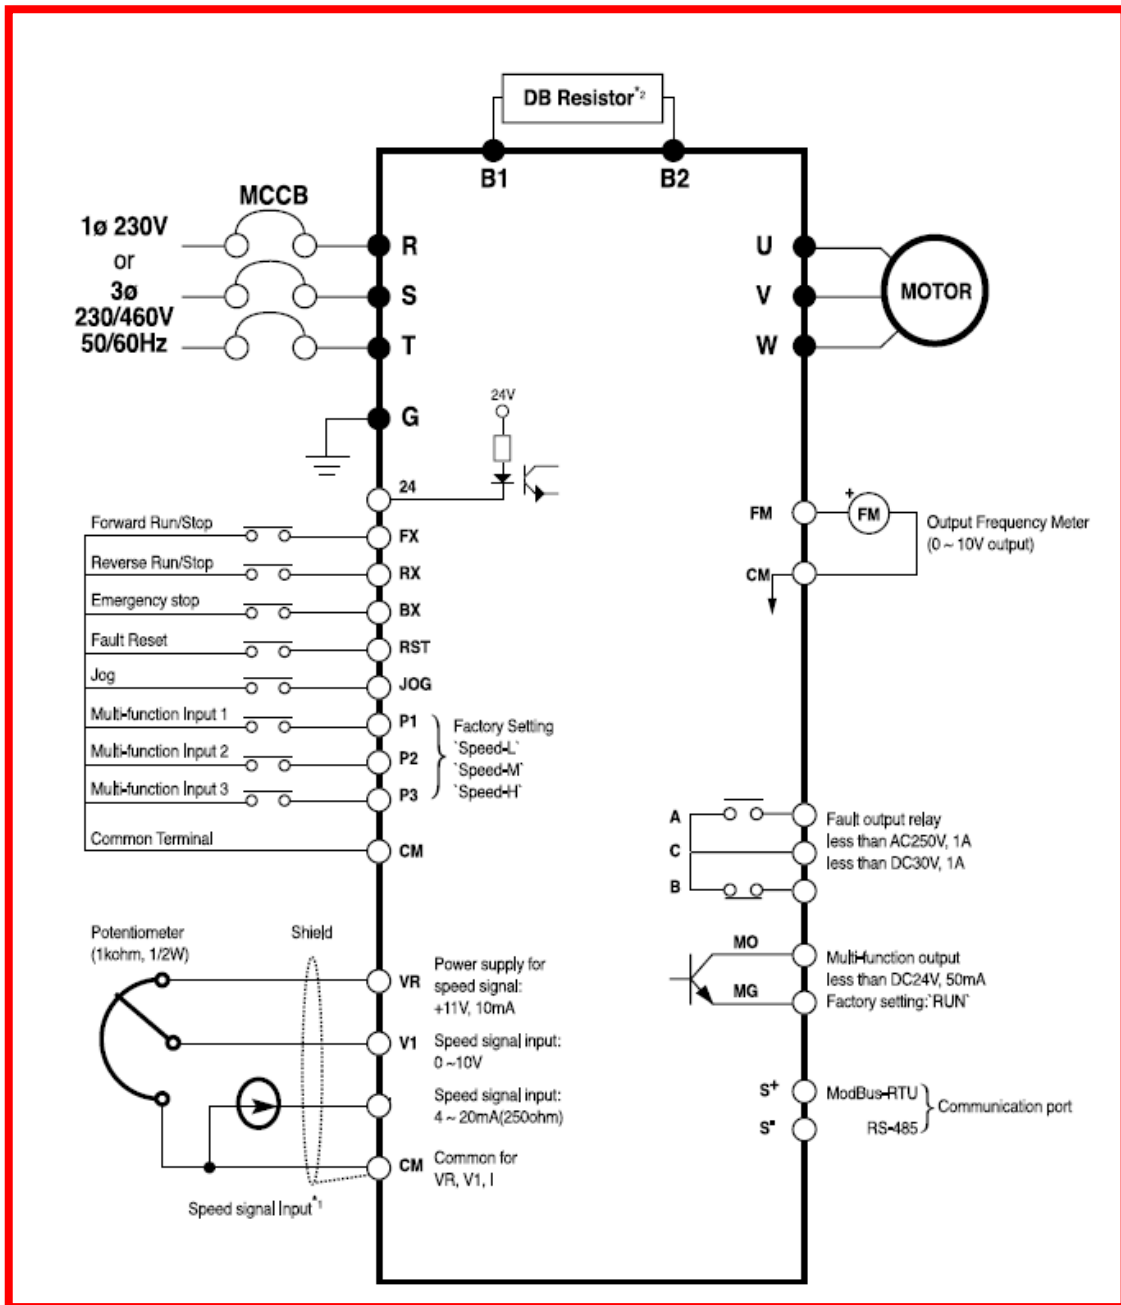 DB Resistor*2
B1
B2
MCCB
1ø 230V
or
3ø
230/460V
50/60Hz
R
S
T
G
U
V
W
MOTOR
24V
24
Forward Run/Stop
FX
Reverse Run/Stop
RX
Emergency stop
BX
Fault Reset
RST
Jog
JOG
Multi-function Input 1
P1
Multi-function Input 2
P2
Multi-function Input 3
P3
Factory Setting
`Speed-L`
`Speed-M`
`Speed-H`
Common Terminal
CM
FM
+
FM
CM
Output Frequency Meter
(0 ~ 10V output)
A
C
B
Fault output relay
less than AC250V, 1A
less than DC30V, 1A
MO
MG
Multi-function output
less than DC24V, 50mA
Factory setting:`RUN`
Potentiometer
(1kohm, 1/2W)
Shield
VR
Power supply for
speed signal:
+11V, 10mA
V1
Speed signal input:
0 ~10V
Speed signal input:
4 ~ 20mA(250ohm)
CM
Common for
VR, V1, I
Speed signal Input*1
S+
S-
ModBus-RTU
RS-485
Communication port